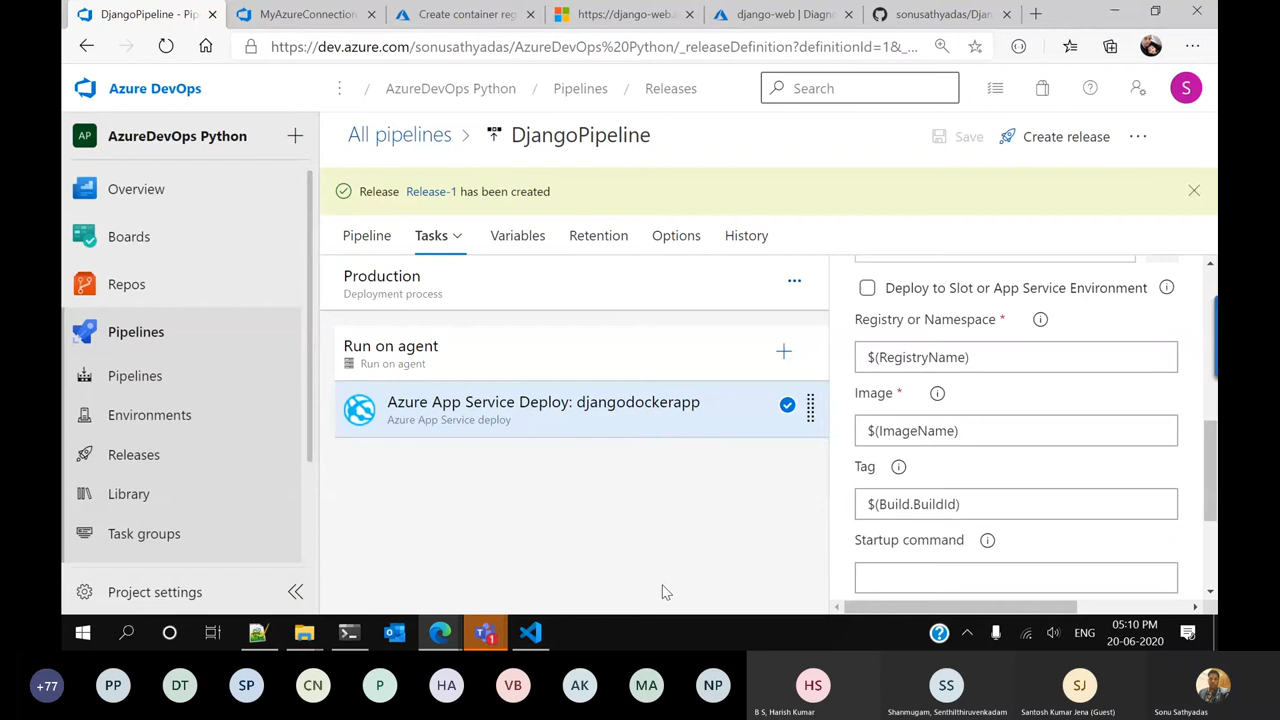 DjangoPipeline - Pip
MyAzureConnection
Create container reg
https://django-web.a
django-web | Diagno
sonusathyadas/Djan
https://dev.azure.com/sonusathyadas/AzureDevOps%20Python/_releaseDefinition?definitionId=1&_...
Azure DevOps
AzureDevOps Python / Pipelines / Releases
Search
S
AP AzureDevOps Python
Overview
Boards
Repos
Pipelines
Pipelines
Environments
Releases
Library
Task groups
Project settings
All pipelines > DjangoPipeline
Save
Create release
Release Release-1 has been created
Pipeline
Tasks
Variables
Retention
Options
History
Production
Deployment process
Run on agent
Run on agent
Azure App Service Deploy: djangodockerapp
Azure App Service deploy
Deploy to Slot or App Service Environment
Registry or Namespace *
$(RegistryName)
Image *
$(ImageName)
Tag
$(Build.BuildId)
Startup command
1
ENG
05:10 PM
20-06-2020
+77
PP
DT
SP
CN
P
HA
VB
AK
MA
NP
HS
B S, Harish Kumar
SS
Shanmugam, Senthilthiruvenkadam
SJ
Santosh Kumar Jena (Guest)
Sonu Sathyadas